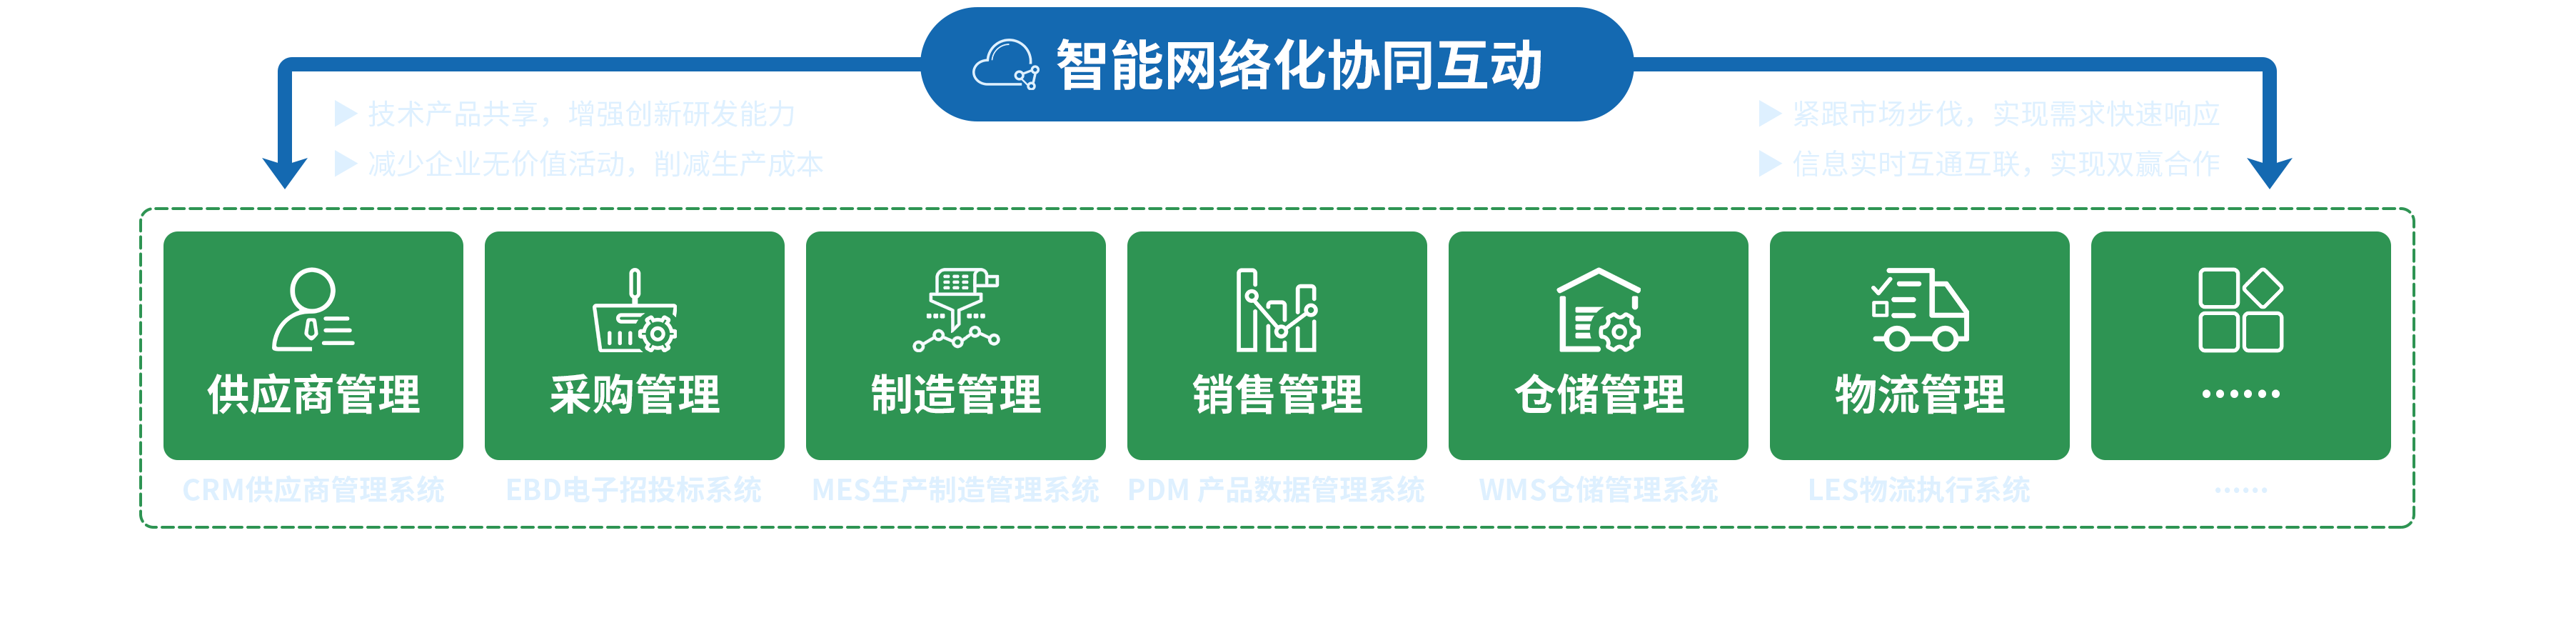 智能网络化协同互动
技术产品共享，增强创新研发能力
减少企业无价值活动，削减生产成本
紧跟市场步伐，实现需求快速响应
信息实时互通互联，实现双赢合作
供应商管理
采购管理
制造管理
销售管理
仓储管理
物流管理
······
CRM供应商管理系统
EBD电子招投标系统
MES生产制造管理系统
PDM 产品数据管理系统
WMS仓储管理系统
LES物流执行系统
······